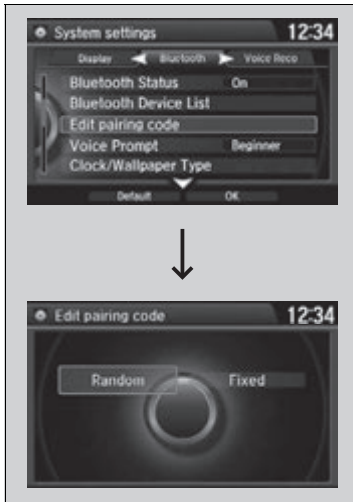 System settings 12:34
Display Bluetooth Voice Reco
Bluetooth Status On
Bluetooth Device List
Edit pairing code
Voice Prompt Beginner
Clock/Wallpaper Type
Default OK
Edit pairing code 12:34
Random Fixed